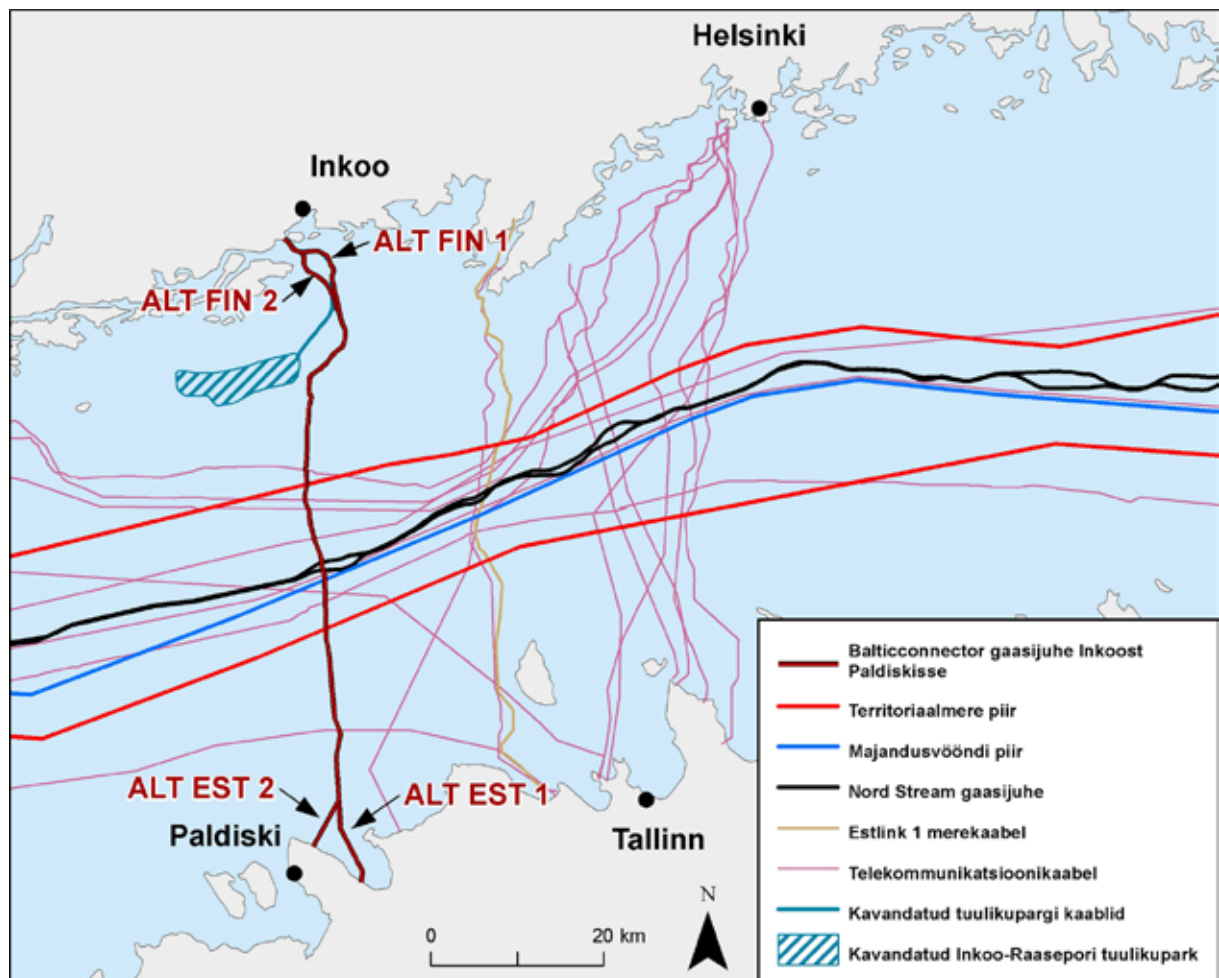 Helsinki
Inkoo
ALT FIN 1
ALT FIN 2
ALT EST 2
ALT EST 1
Paldiski
Tallinn
N
0 20 km
Balticconnector gaasijuhe Inkoost
Paldiskisse
Territoriaalmere piir
Majandusvööndi piir
Nord Stream gaasijuhe
Estlink 1 merekaabel
Telekommunikatsioonikaabel
Kavandatud tuulikupargi kaablid
Kavandatud Inkoo-Raasepori tuulikupark